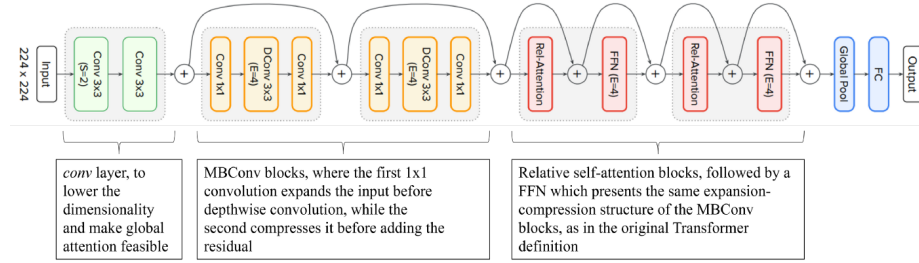 224 x 224
Input
Conv 3x3
(S=2)
Conv 3x3
+
Conv 1x1
DConv 3x3
(E=4)
Conv 1x1
+
Conv 1x1
DConv 3x3
(E=4)
Conv 1x1
+
Rel-Attention
+
FFN (E=4)
+
Rel-Attention
+
FFN (E=4)
+
Global Pool
FC
Output
conv layer, to
lower the
dimensionality
and make global
attention feasible
MBConv blocks, where the first 1x1
convolution expands the input before
depthwise convolution, while the
second compresses it before adding the
residual
Relative self-attention blocks, followed by a
FFN which presents the same expansion-
compression structure of the MBConv
blocks, as in the original Transformer
definition